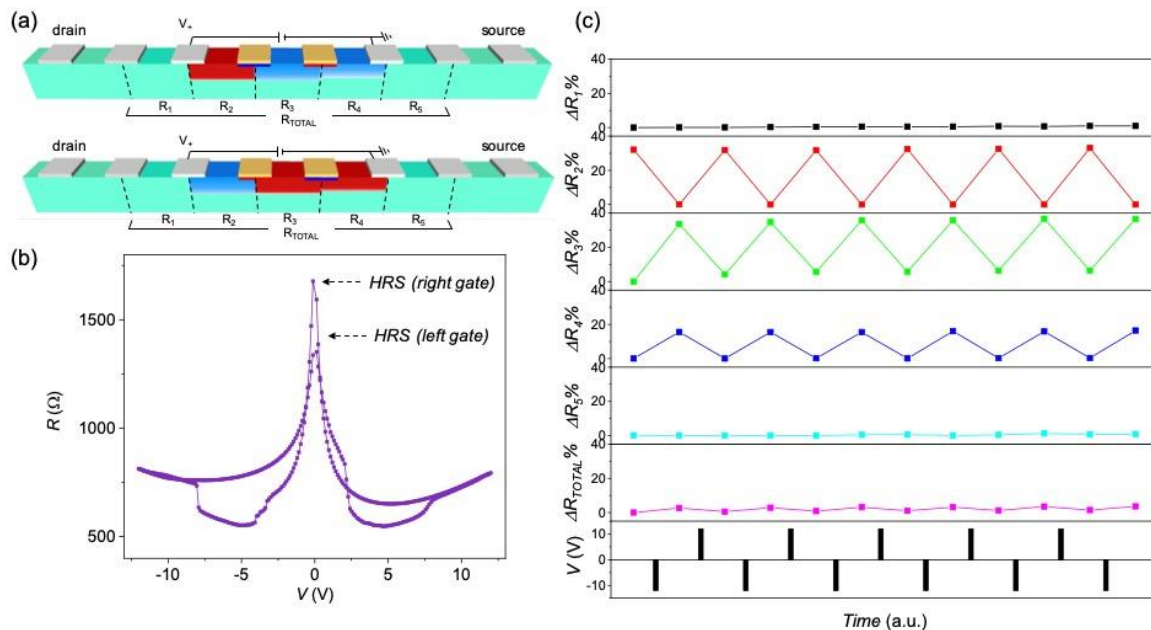 (a)
drain
V+
source
R1 R2 R3 R4 R5
RTOTAL
drain
V+
source
R1 R2 R3 R4 R5
RTOTAL
(b)
HRS (right gate)
HRS (left gate)
1500
1000
500
R (Ω)
-10 -5 0 5 10
V (V)
(c)
40
20
0
ΔR1%
40
20
0
ΔR2%
40
20
0
ΔR3%
40
20
0
ΔR4%
40
20
0
ΔR5%
40
20
0
ΔRTOTAL%
10
0
-10
V (V)
Time (a.u.)